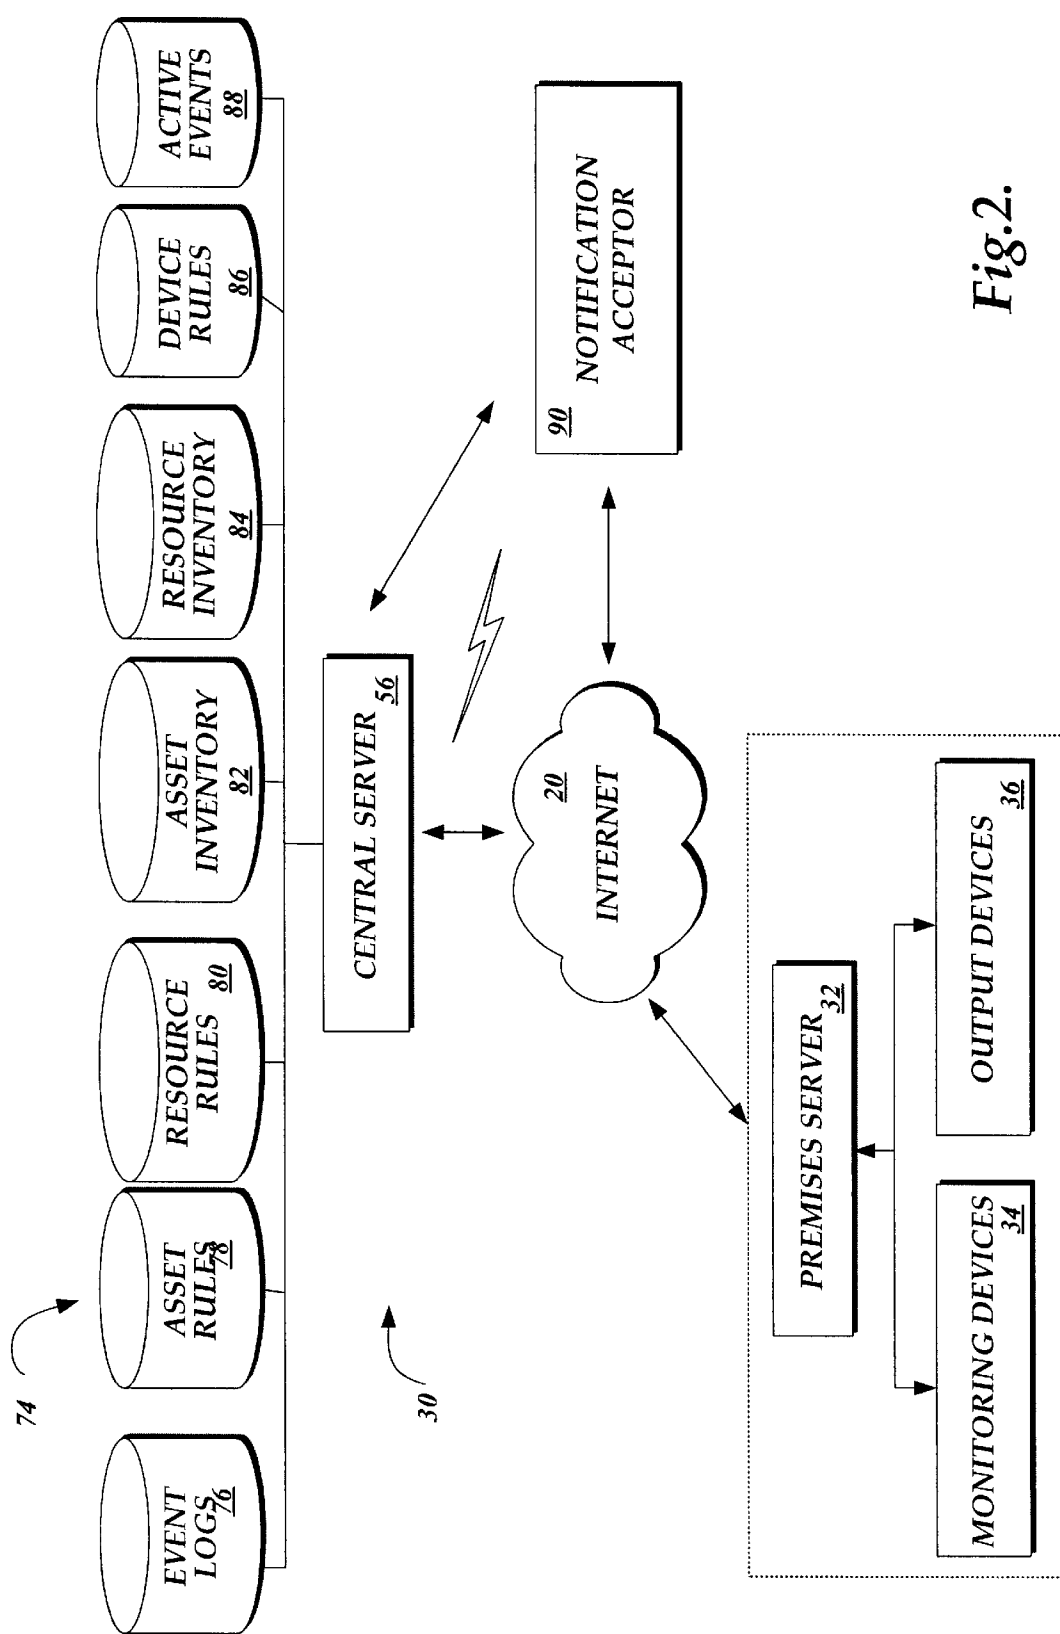 74
EVENT
LOGS
76
ASSET
RULES
78
RESOURCE
RULES
80
ASSET
INVENTORY
82
RESOURCE
INVENTORY
84
DEVICE
RULES
86
ACTIVE
EVENTS
88
30
CENTRAL SERVER
56
20
INTERNET
90
NOTIFICATION
ACCEPTOR
PREMISES SERVER
32
MONITORING DEVICES
34
OUTPUT DEVICES
36
Fig.2.